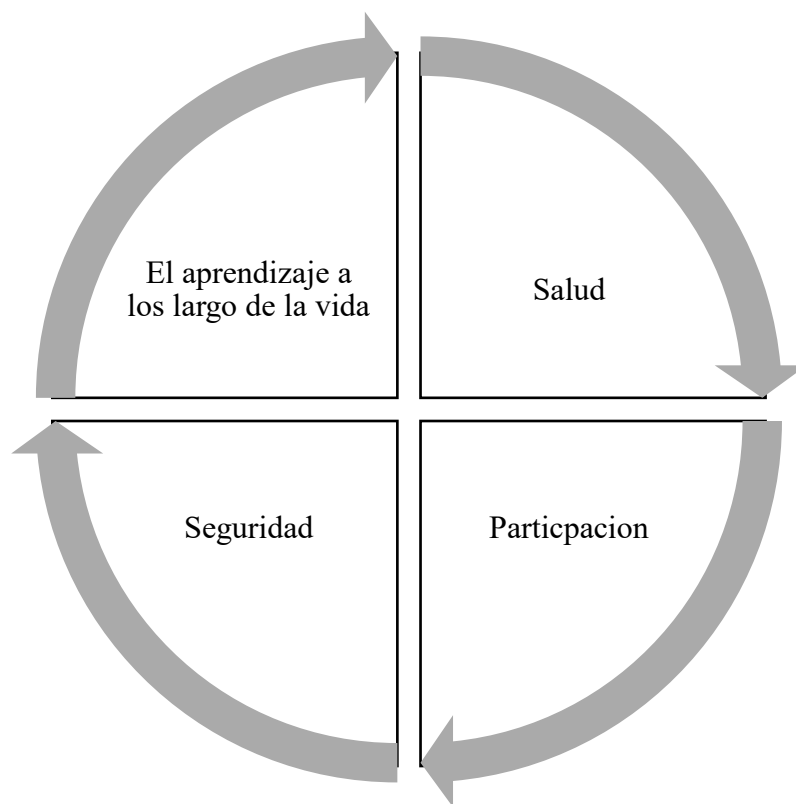 El aprendizaje a
los largo de la vida
Salud
Seguridad
Particpacion